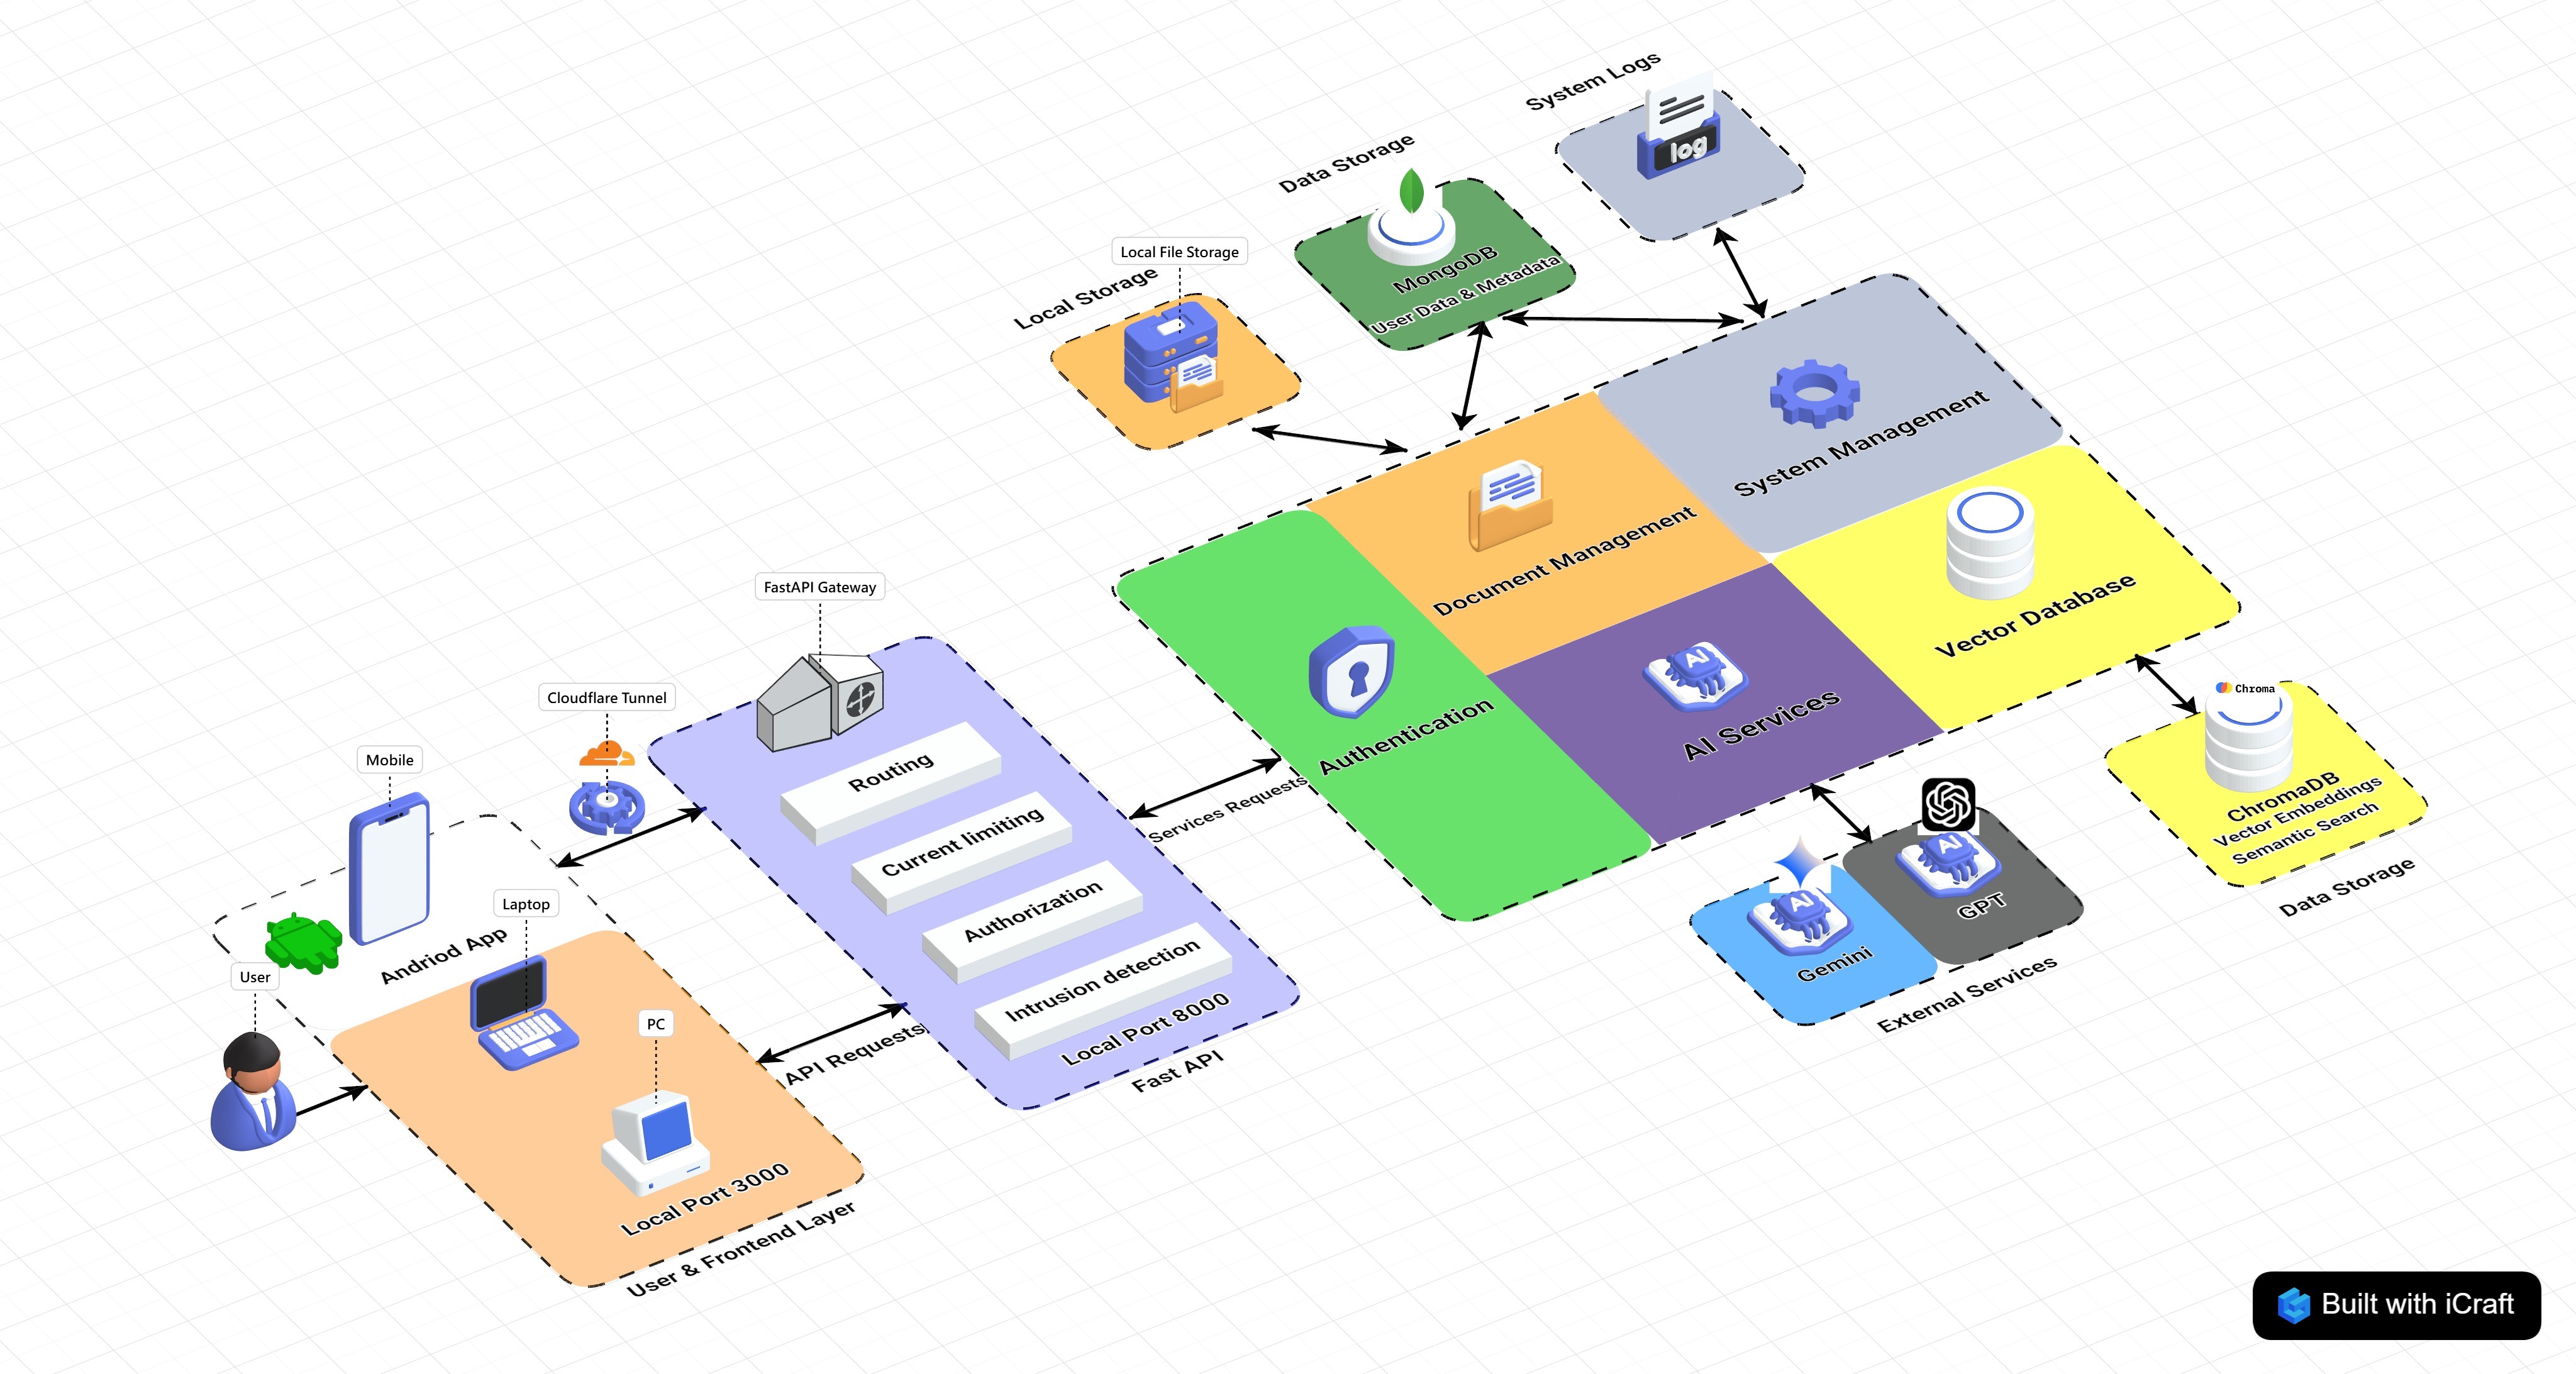 System Logs
log
Data Storage
MongoDB
User Data & Metadata
Local File Storage
Local Storage
System Management
Document Management
Vector Database
Authentication
AI
AI Services
Chroma
ChromaDB
Vector Embeddings
Semantic Search
Data Storage
AI
GPT
AI
Gemini
External Services
FastAPI Gateway
Routing
Current limiting
Authorization
Intrusion detection
Local Port 8000
Fast API
Services Requests
Cloudflare Tunnel
Mobile
Andriod App
User
Laptop
PC
Local Port 3000
User & Frontend Layer
API Requests
Built with iCraft